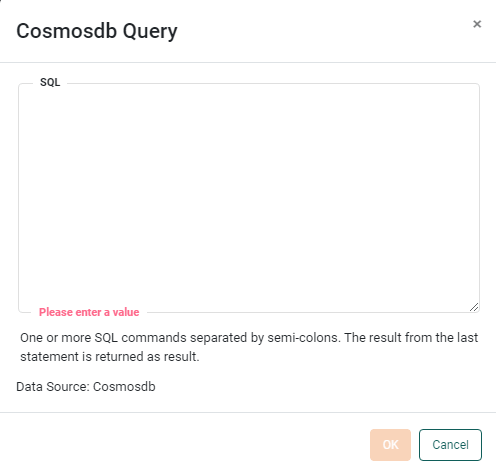 Cosmosdb Query
×
SQL
Please enter a value
One or more SQL commands separated by semi-colons. The result from the last
statement is returned as result.
Data Source: Cosmosdb
OK
Cancel